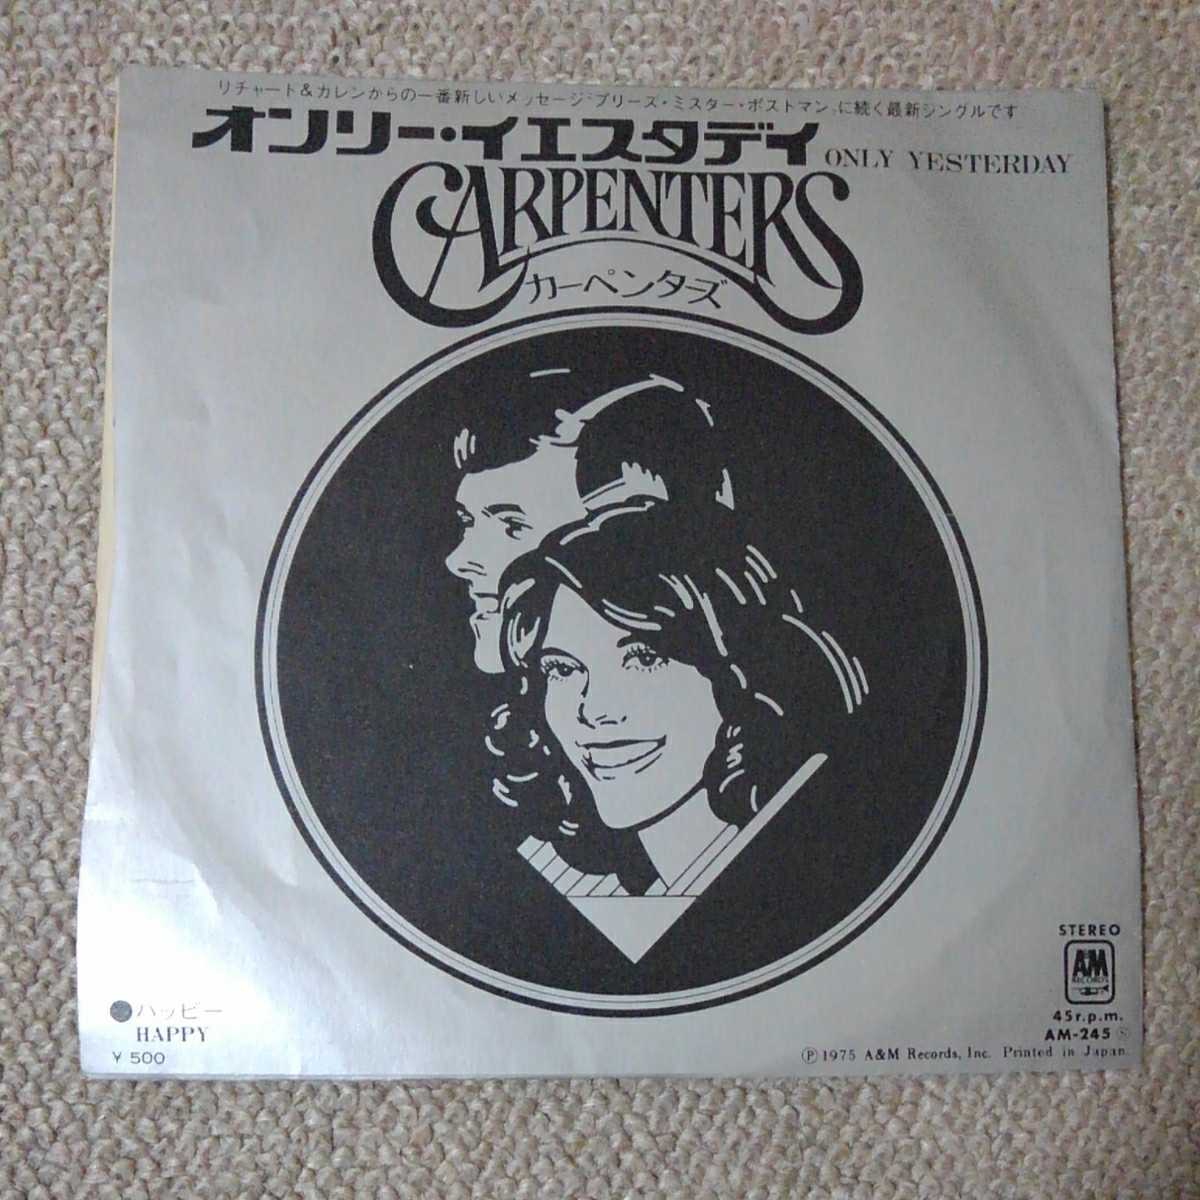 リチャード＆カレンからの一番新しいメッセージ=プリーズ・ミスター・ポストマン」に続く最新シングルです
オンリー・イエスタデイ ONLY YESTERDAY
CARPENTERS
カーペンターズ
●ハッピー
HAPPY
¥ 500
STEREO
A&M
RECORDS
45r.p.m.
AM-245 Ⓢ
Ⓟ1975 A&M Records, Inc. Printed in Japan.